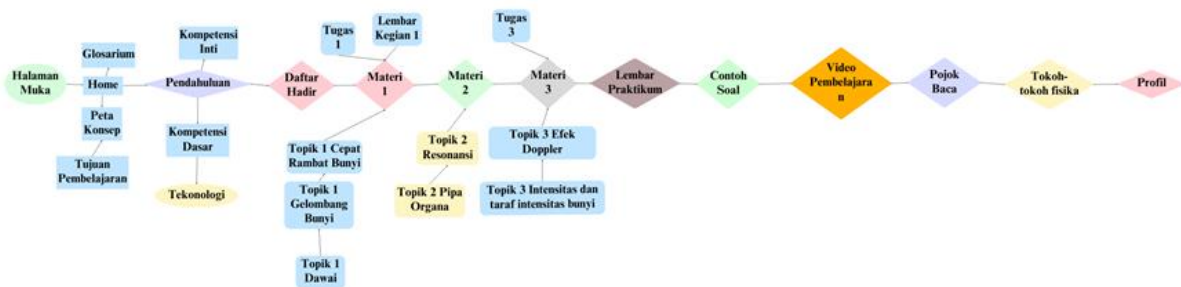 Halaman
Muka
Glosarium
Home
Peta
Konsep
Tujuan
Pembelajaran
Kompetensi
Inti
Pendahuluan
Kompetensi
Dasar
Tekonologi
Daftar
Hadir
Tugas
1
Lembar
Kegian 1
Materi
1
Topik 1 Cepat
Rambat Bunyi
Topik 1
Gelombang
Bunyi
Topik 1
Dawai
Materi
2
Topik 2
Resonansi
Topik 2 Pipa
Organa
Tugas
3
Materi
3
Topik 3 Efek
Doppler
Topik 3 Intensitas dan
taraf intensitas bunyi
Lembar
Praktikum
Contoh
Soal
Video
Pembelajara
n
Pojok
Baca
Tokoh-
tokoh fisika
Profil